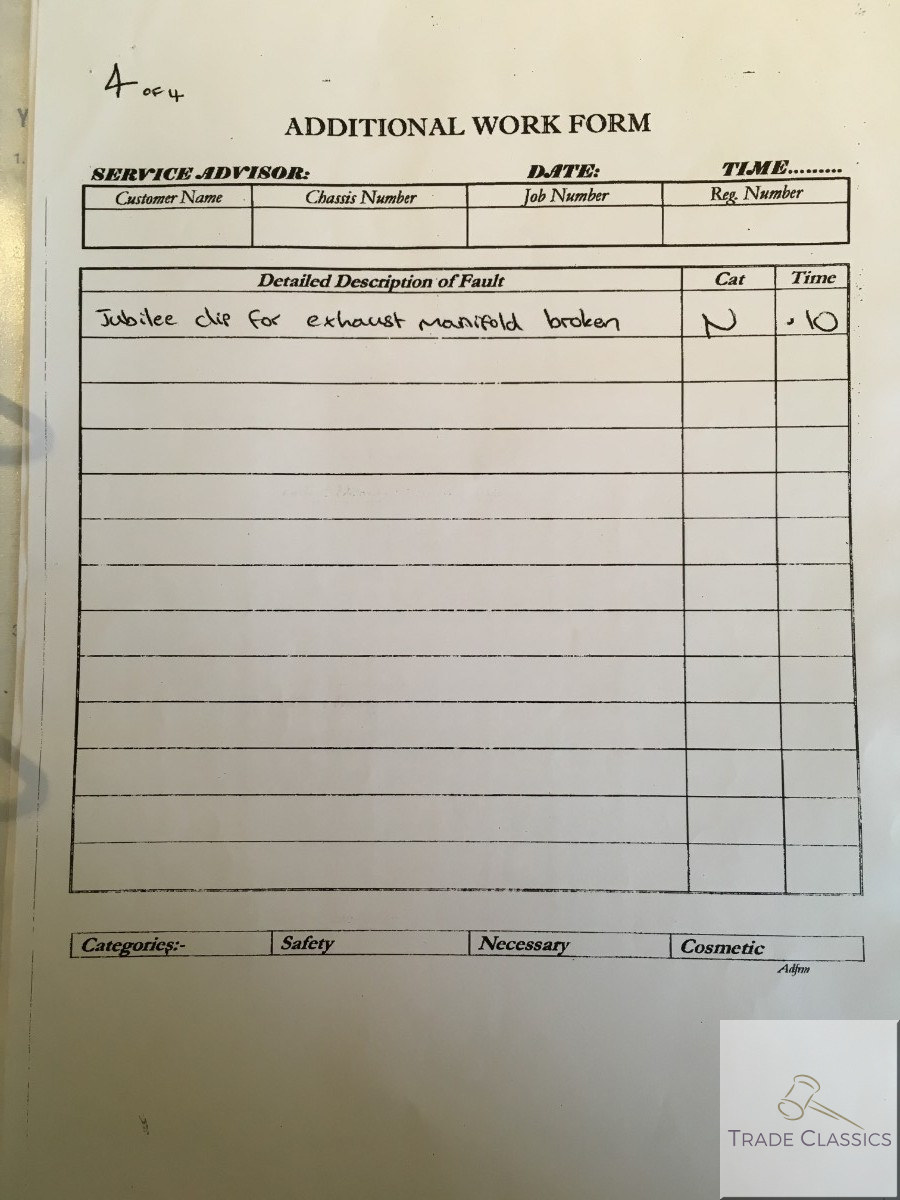 4 OF 4
ADDITIONAL WORK FORM
SERVICE ADVISOR: DATE: TIME.........
Customer Name Chassis Number Job Number Reg. Number
Detailed Description of Fault Cat Time
Jubilee clip for exhaust manifold broken N .10
Categories:- Safety Necessary Cosmetic
Adfrm
TRADE CLASSICS